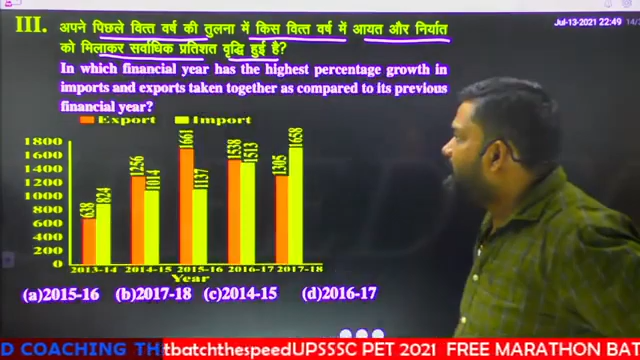 Jul-13-2021 22:49 14/2
III. अपने पिछले वित्त वर्ष की तुलना में किस वित्त वर्ष में आयत और निर्यात
को मिलाकर सर्वाधिक प्रतिशत वृद्धि हुई है?
In which financial year has the highest percentage growth in
imports and exports taken together as compared to its previous
financial year?
Export Import
1800
1600
1400
1200
1000
800
600
400
200
0
638 824 1256 1014 1661 1137 1538 1513 1305 1658
2013-14 2014-15 2015-16 2016-17 2017-18
Year
(a)2015-16 (b)2017-18 (c)2014-15 (d)2016-17
D COACHING TH tbatchthespeedUPSSSC PET 2021 FREE MARATHON BAT